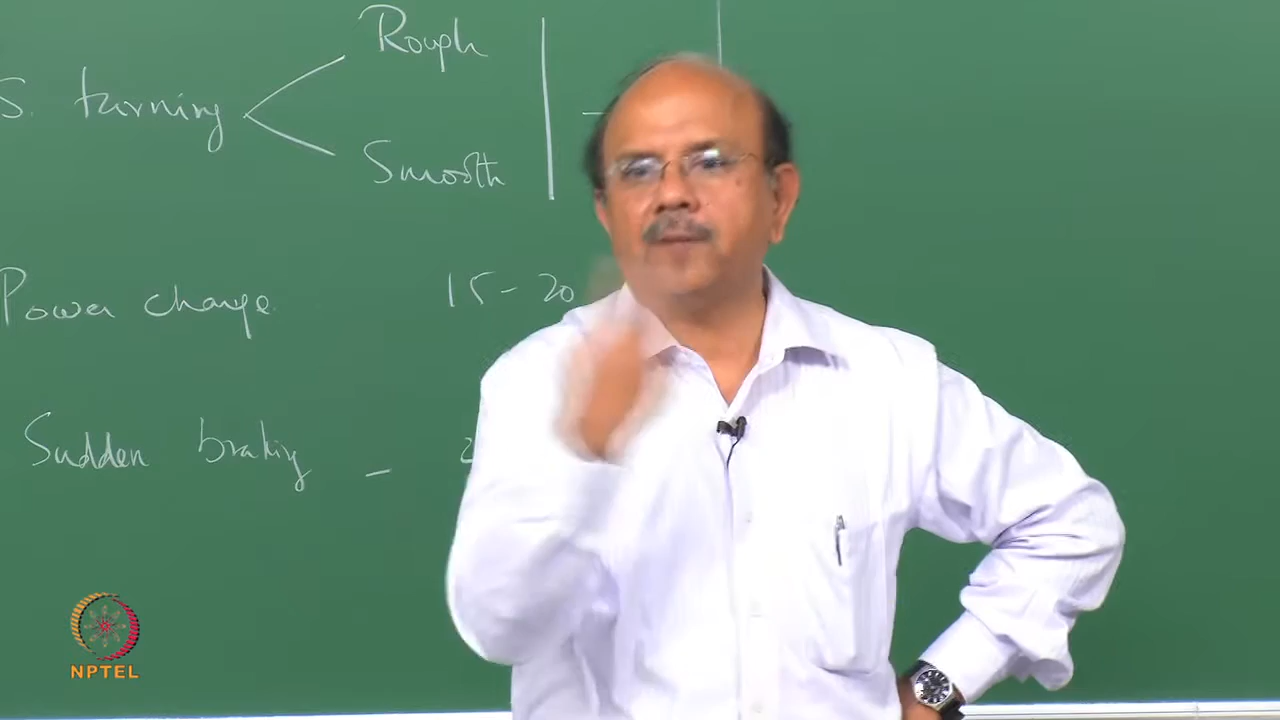 Rough
S. turning
Smooth
Power change 15-20
Sudden braking -
NPTEL